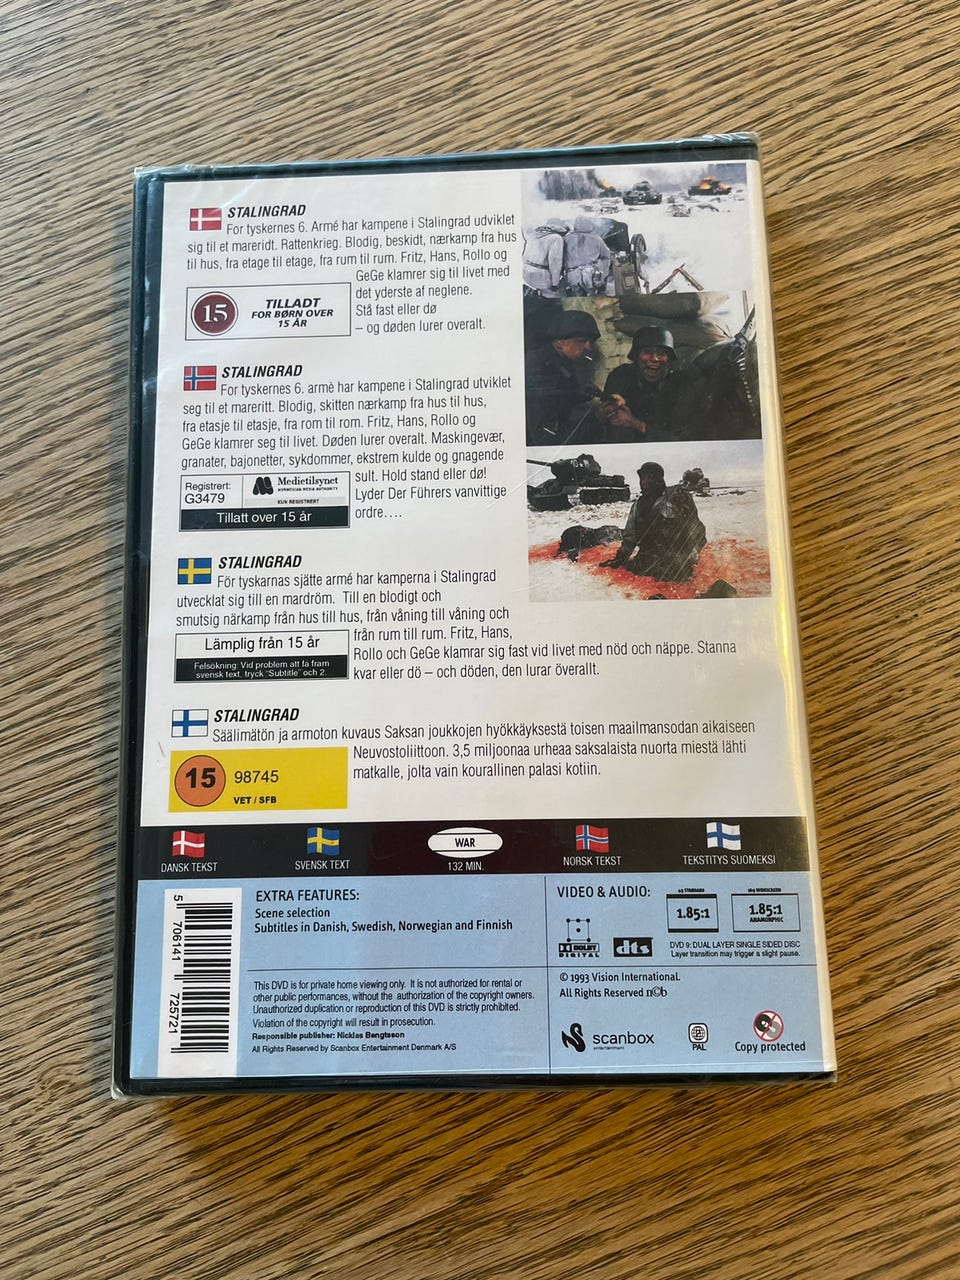 STALINGRAD
For tyskernes 6. Armé har kampene i Stalingrad udviklet
sig til et mareridt. Rattenkrieg. Blodig, beskidt, nærkamp fra hus
til hus, fra etage til etage, fra rum til rum. Fritz, Hans, Rollo og
GeGe klamrer sig til livet med
det yderste af neglene.
Stå fast eller dø
– og døden lurer overalt.
15
TILLADT
FOR BØRN OVER
15 ÅR
STALINGRAD
For tyskernes 6. armè har kampene i Stalingrad utviklet
seg til et mareritt. Blodig, skitten nærkamp fra hus til hus,
fra etasje til etasje, fra rom til rom. Fritz, Hans, Rollo og
GeGe klamrer seg til livet. Døden lurer overalt. Maskingevær,
granater, bajonetter, sykdommer, ekstrem kulde og gnagende
sult. Hold stand eller dø!
Lyder Der Führers vanvittige
ordre....
Registrert:
G3479
Medietilsynet
NORWEGIAN MEDIA AUTHORITY
KUN REGISTRERT
Tillatt over 15 år
STALINGRAD
För tyskarnas sjätte armé har kamperna i Stalingrad
utvecklat sig till en mardröm. Till en blodigt och
smutsig närkamp från hus till hus, från våning till våning och
från rum till rum. Fritz, Hans,
Rollo och GeGe klamrar sig fast vid livet med nöd och näppe. Stanna
kvar eller dö – och döden, den lurar överallt.
Lämplig från 15 år
Felsökning: Vid problem att få fram
svensk text, tryck "Subtitle" och 2.
STALINGRAD
Säälimätön ja armoton kuvaus Saksan joukkojen hyökkäyksestä toisen maailmansodan aikaiseen
Neuvostoliittoon. 3,5 miljoonaa urheaa saksalaista nuorta miestä lähti
matkalle, jolta vain kourallinen palasi kotiin.
15
98745
VET / SFB
DANSK TEKST
SVENSK TEXT
WAR
132 MIN.
NORSK TEKST
TEKSTITYS SUOMEKSI
5 706141 725721
EXTRA FEATURES:
Scene selection
Subtitles in Danish, Swedish, Norwegian and Finnish
VIDEO & AUDIO:
DOLBY
DIGITAL
dts
4:3 STANDARD
1.85:1
16:9 WIDESCREEN
1.85:1
ANAMORPHIC
DVD 9: DUAL LAYER SINGLE SIDED DISC
Layer transition may trigger a slight pause.
This DVD is for private home viewing only. It is not authorized for rental or
other public performances, without the authorization of the copyright owners.
Unauthorized duplication or reproduction of this DVD is strictly prohibited.
Violation of the copyright will result in prosecution.
Responsible publisher: Nicklas Bengtsson
All Rights Reserved by Scanbox Entertainment Denmark A/S
© 1993 Vision International.
All Rights Reserved n©b
scanbox
entertainment
PAL
Copy protected